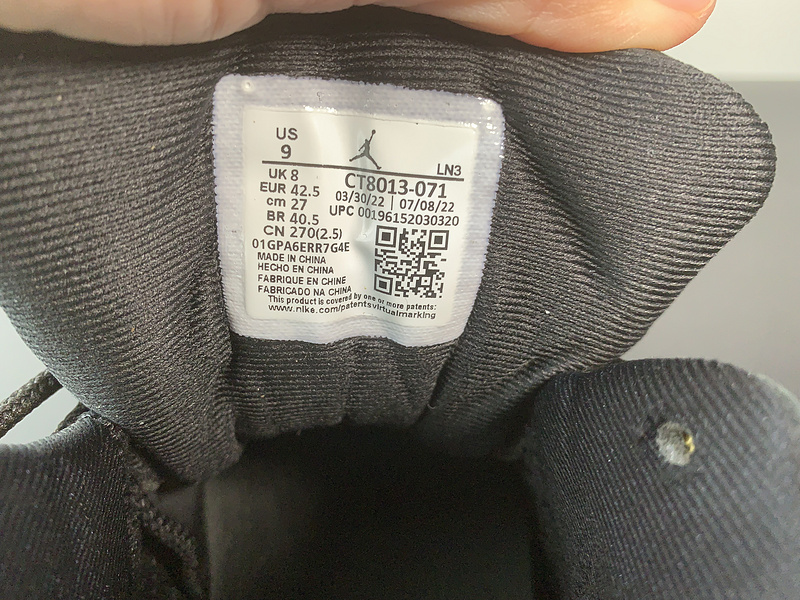 US
9
LN3
UK 8
EUR 42.5
cm 27
BR 40.5
CN 270(2.5)
CT8013-071
03/30/22 | 07/08/22
UPC 00196152030320
01GPA6ERR7G4E
MADE IN CHINA
HECHO EN CHINA
FABRIQUE EN CHINE
FABRICADO NA CHINA
This product is covered by one or more patents:
www.nike.com/patentsvirtualmarking